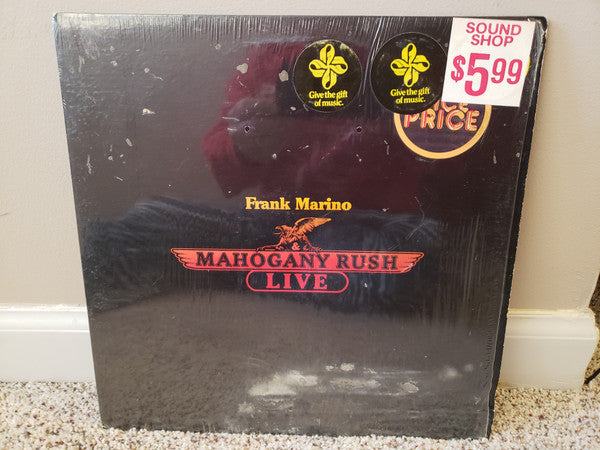 SOUND
SHOP
$5.99
Give the gift
of music.
Give the gift
of music.
PRICE
Frank Marino
&
MAHOGANY RUSH
LIVE